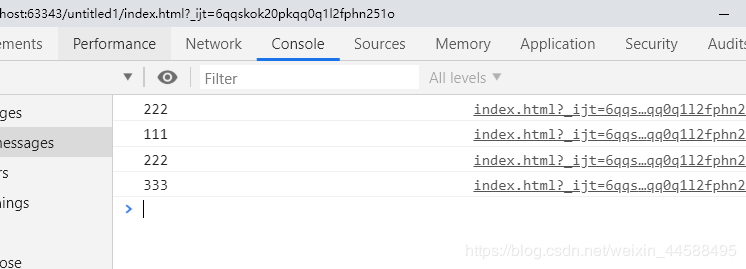 host:63343/untitled1/index.html?_ijt=6qqskok20pkqq0q1l2fphn251o
ements Performance Network Console Sources Memory Application Security Audits
Filter All levels ▼
ges
nessages
rs
nings
ose
222 index.html?_ijt=6qqs…qq0q1l2fphn2
111 index.html?_ijt=6qqs…qq0q1l2fphn2
222 index.html?_ijt=6qqs…qq0q1l2fphn2
333 index.html?_ijt=6qqs…qq0q1l2fphn2
>
https://blog.csdn.net/weixin_44588495